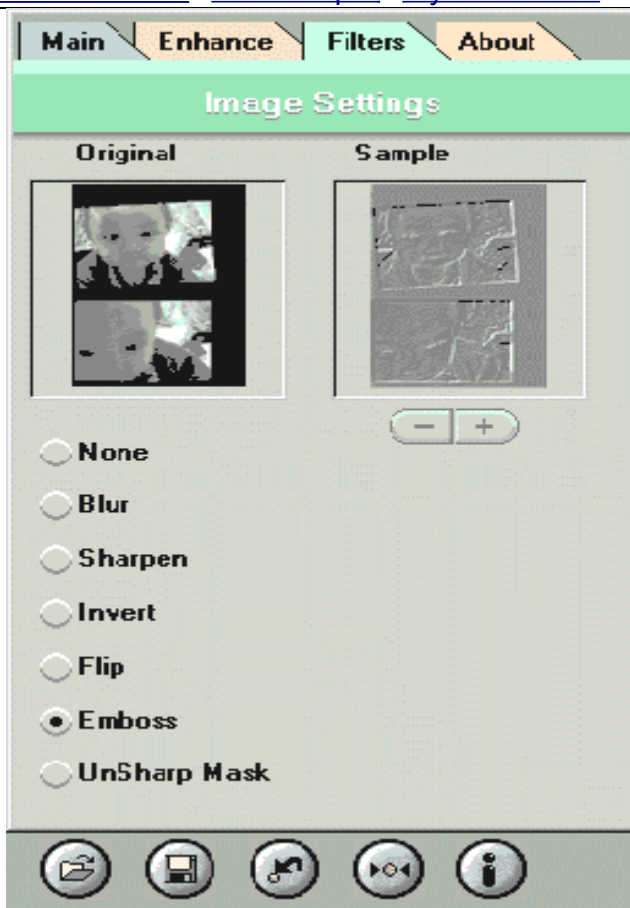 Main Enhance Filters About
Image Settings
Original Sample
None
Blur
Sharpen
Invert
Flip
Emboss
UnSharp Mask